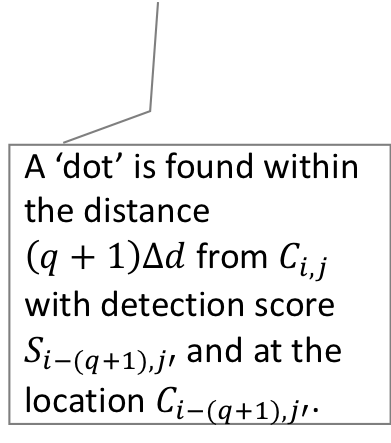 A ‘dot’ is found within
the distance
(q + 1)Δd from C_{i,j}
with detection score
S_{i−(q+1),j′} and at the
location C_{i−(q+1),j′}.